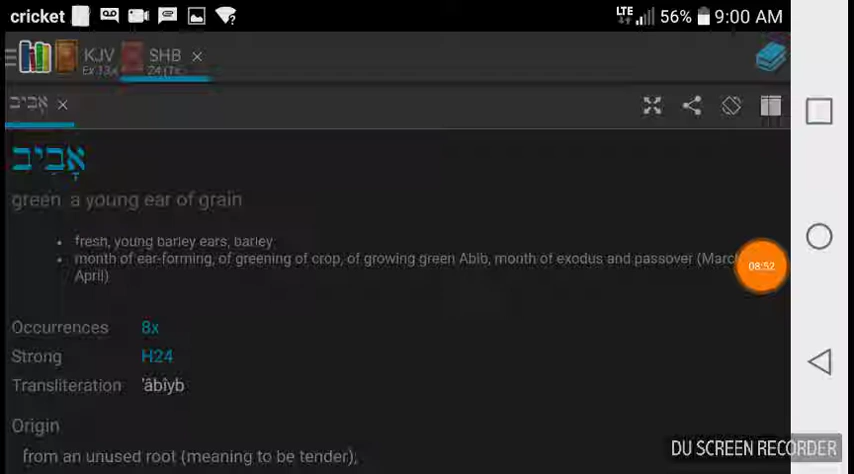 cricket LTE 56% 9:00 AM
KJV SHB
Ex 13:x 24 (1x:
אָבִיב
אָבִיב
green, a young ear of grain
• fresh, young barley ears, barley
• month of ear-forming, of greening of crop, of growing green Abib, month of exodus and passover (March
April)
08:52
Occurrences 8x
Strong H24
Transliteration 'âbîyb
Origin
from an unused root (meaning to be tender);
DU SCREEN RECORDER